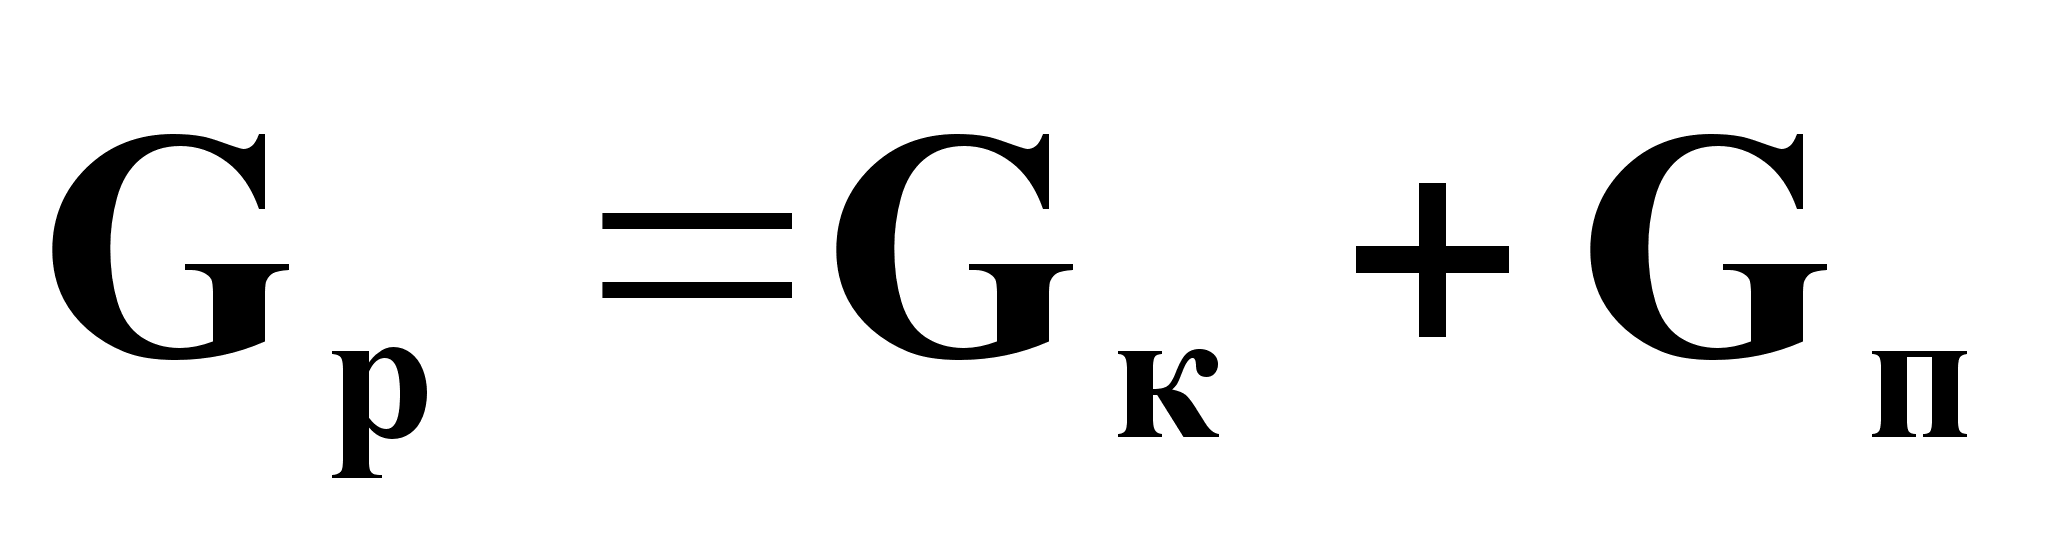 Gр = Gк + Gп